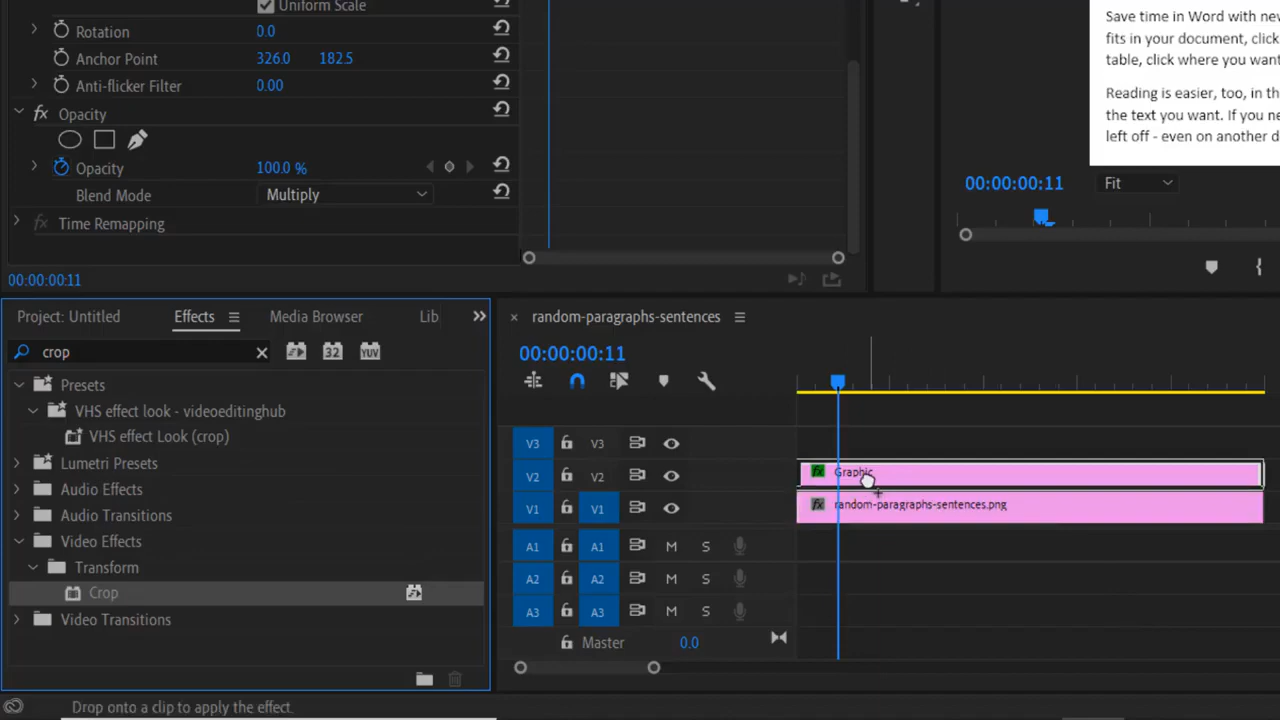 Uniform Scale
Rotation 0.0
Anchor Point 326.0 182.5
Anti-flicker Filter 0.00
fx Opacity
Opacity 100.0 %
Blend Mode Multiply
fx Time Remapping
00:00:00:11
Save time in Word with new
fits in your document, click
table, click where you want
Reading is easier, too, in th
the text you want. If you ne
left off - even on another d
00:00:00:11 Fit
Project: Untitled Effects Media Browser Lib
crop 32 YUV
Presets
VHS effect look - videoeditinghub
VHS effect Look (crop)
Lumetri Presets
Audio Effects
Audio Transitions
Video Effects
Transform
Crop
Video Transitions
Drop onto a clip to apply the effect.
random-paragraphs-sentences
00:00:00:11
V3 V3
V2 V2 fx Graphic
V1 V1 fx random-paragraphs-sentences.png
A1 A1 M S
A2 A2 M S
A3 A3 M S
Master 0.0